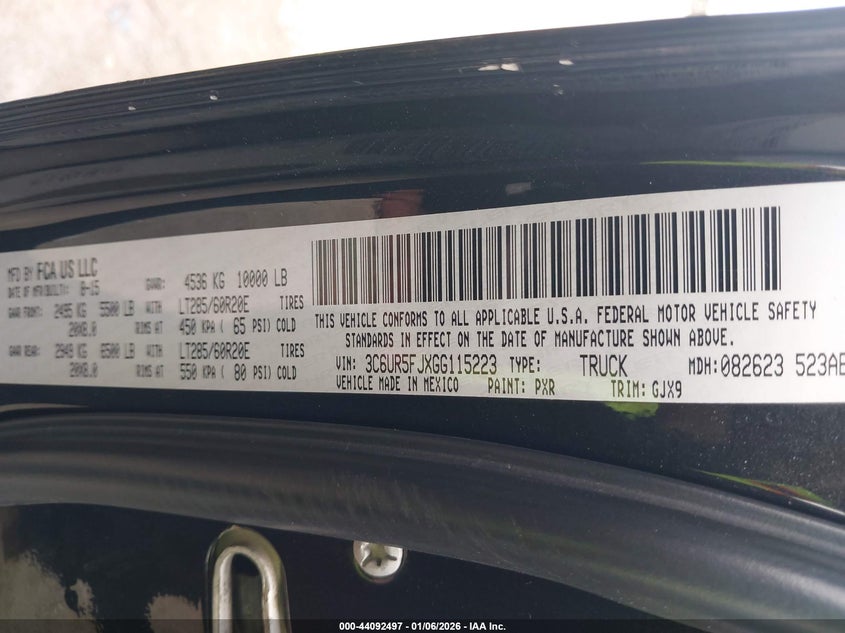 MFD BY FCA US LLC
DATE OF MFD/BUILT: 8-15 GVWR: 4536 KG 10000 LB
GAWR FRONT: 2495 KG 5500 LB WITH LT285/60R20E TIRES
20X8.0 RIMS AT 450 KPA ( 65 PSI) COLD
GAWR REAR: 2949 KG 6500 LB WITH LT285/60R20E TIRES
20X8.0 RIMS AT 550 KPA ( 80 PSI) COLD
THIS VEHICLE CONFORMS TO ALL APPLICABLE U.S.A. FEDERAL MOTOR VEHICLE SAFETY
STANDARDS IN EFFECT ON THE DATE OF MANUFACTURE SHOWN ABOVE.
VIN: 3C6UR5FJXGG115223 TYPE: TRUCK MDH: 082623 523AE
VEHICLE MADE IN MEXICO PAINT: PXR TRIM: GJX9
000-44092497 - 01/06/2026 - IAA Inc.